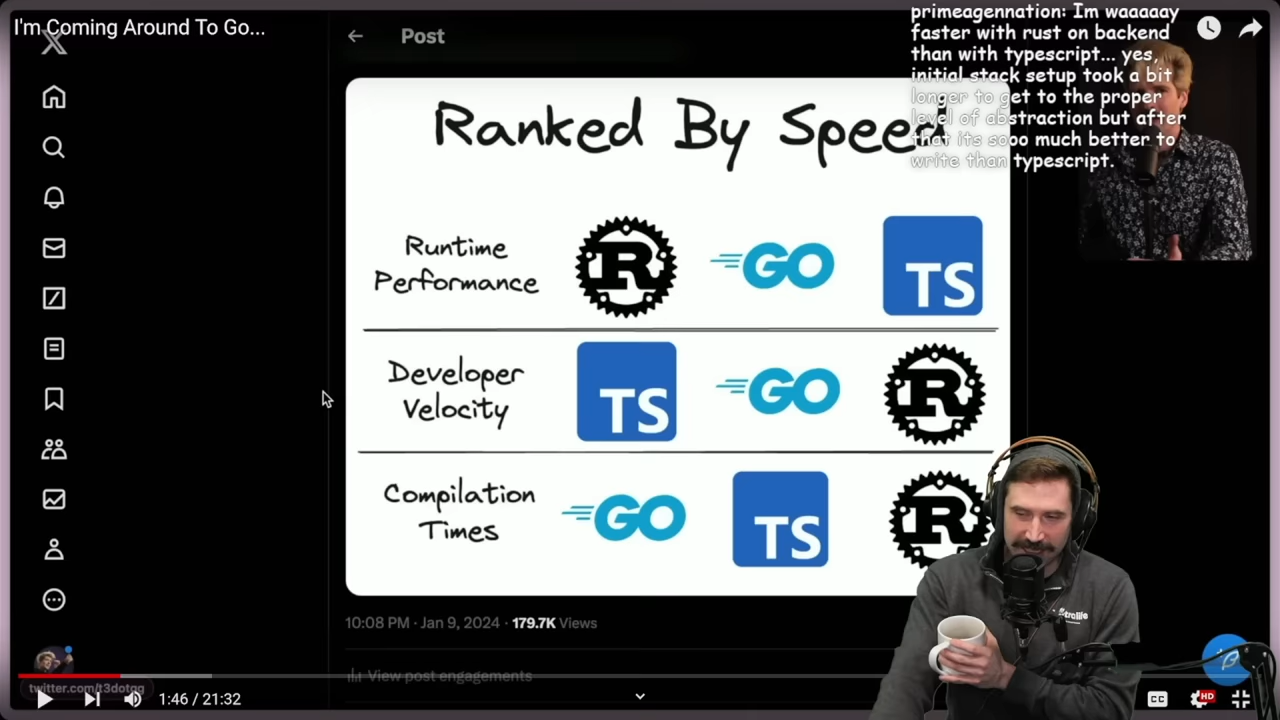 I'm Coming Around To Go...
Post
primeagennation: Im waaaaay
faster with rust on backend
than with typescript... yes,
initial stack setup took a bit
longer to get to the proper
level of abstraction but after
that its sooo much better to
write than typescript.
Ranked By Speed
Runtime
Performance
R
GO
TS
Developer
Velocity
TS
GO
R
Compilation
Times
GO
TS
R
10:08 PM · Jan 9, 2024 · 179.7K Views
View post engagements
twitter.com/t3dotgg
1:46 / 21:32
CC
HD